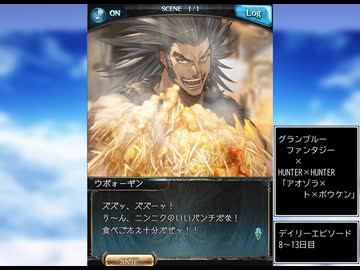 ON
SCENE 1/1
Log
ウボォーギン
ズズッ、ズズーッ！
う～ん、ニンニクのいいパンチだぜ！
食べごたえ十分だぜッ！！
SKIP
グランブルー
ファンタジー
×
HUNTER×HUNTER
「アオゾラ×
ト×ボウケン」
デイリーエピソード
8～13日目